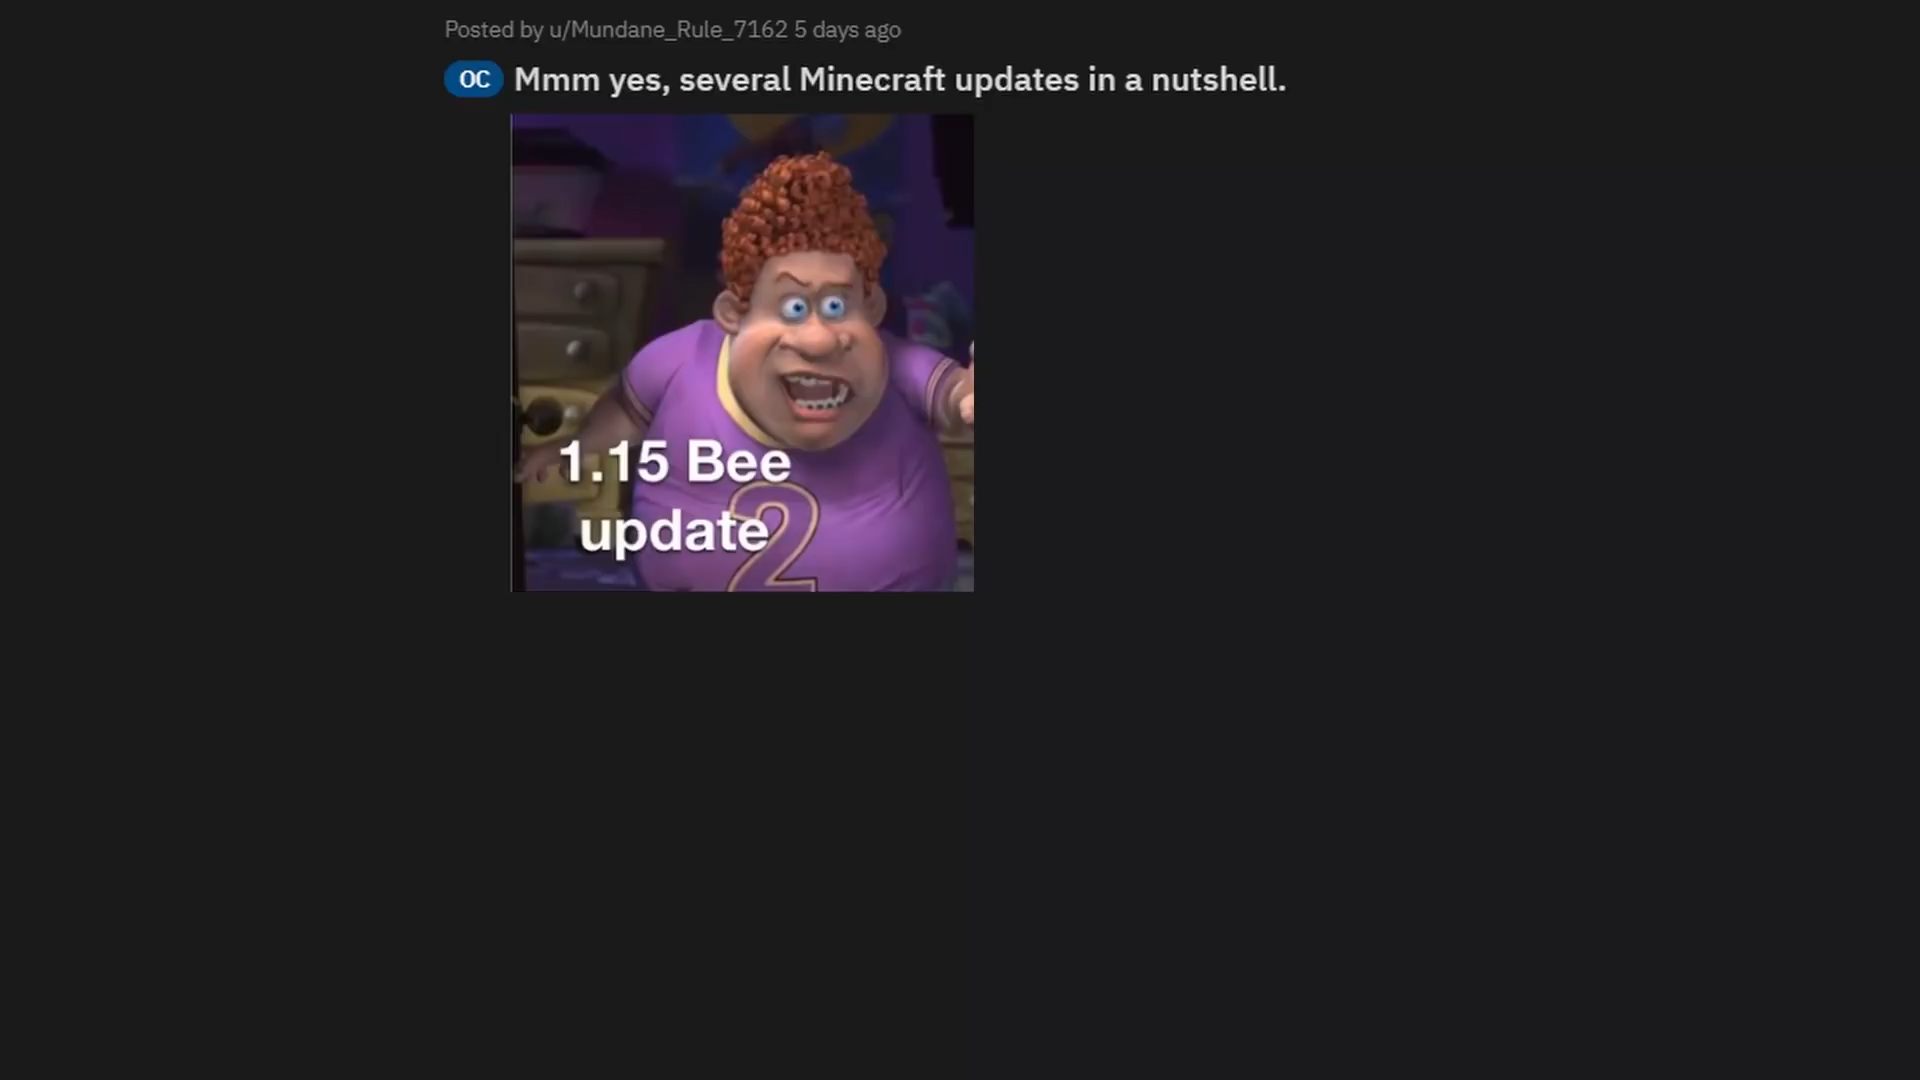 Posted by u/Mundane_Rule_7162 5 days ago
OC Mmm yes, several Minecraft updates in a nutshell.
1.15 Bee
update
2